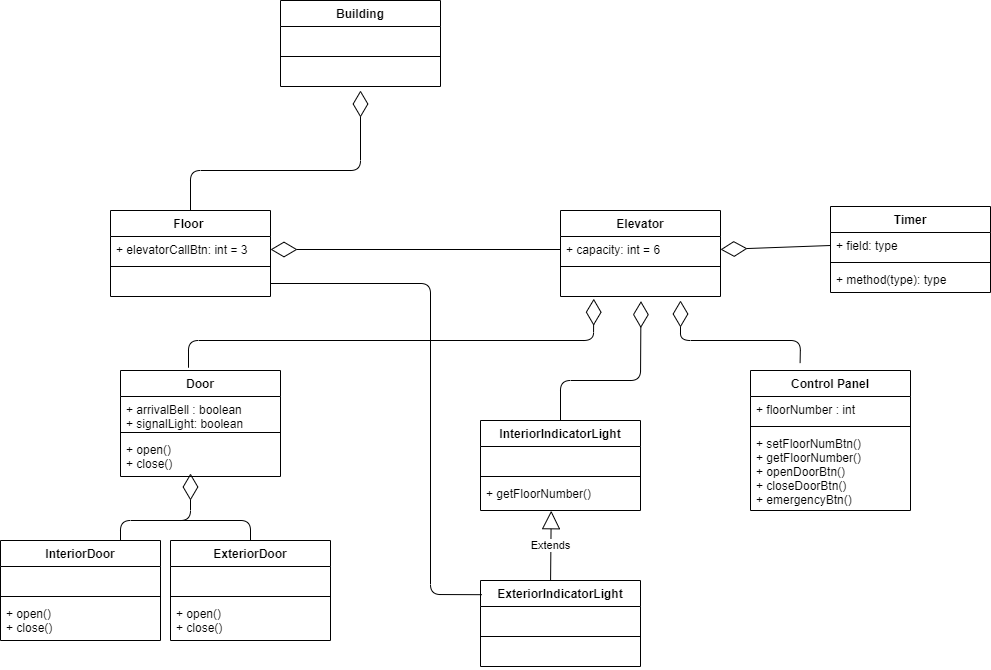 Building
Floor
+ elevatorCallBtn: int = 3
Elevator
+ capacity: int = 6
Timer
+ field: type
+ method(type): type
Door
+ arrivalBell : boolean
+ signalLight: boolean
+ open()
+ close()
InteriorIndicatorLight
+ getFloorNumber()
Control Panel
+ floorNumber : int
+ setFloorNumBtn()
+ getFloorNumber()
+ openDoorBtn()
+ closeDoorBtn()
+ emergencyBtn()
Extends
InteriorDoor
+ open()
+ close()
ExteriorDoor
+ open()
+ close()
ExteriorIndicatorLight